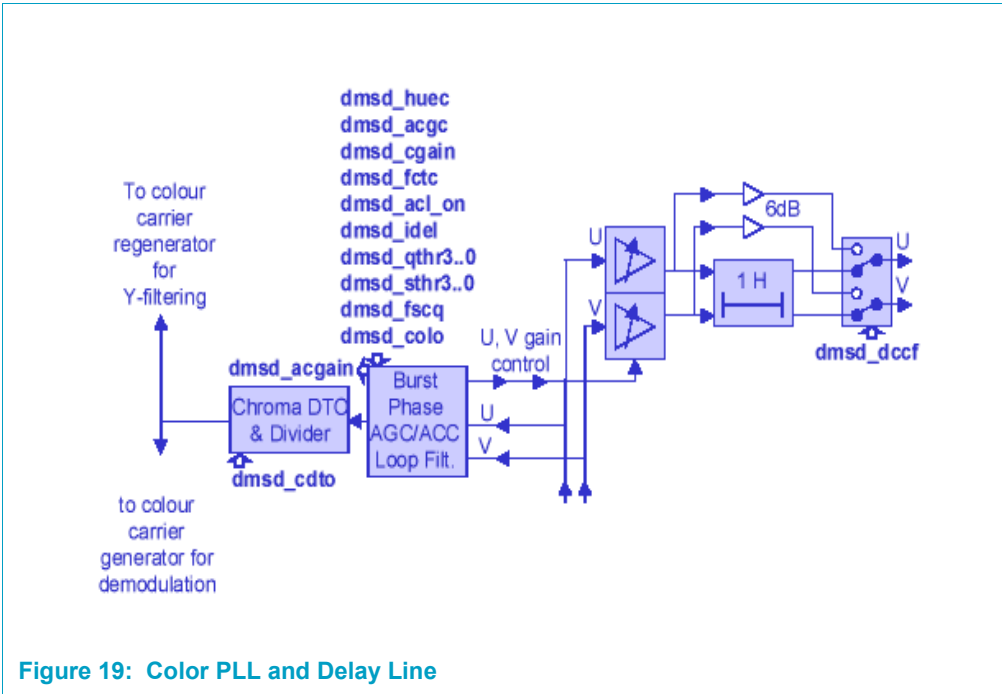 dmsd_huec
dmsd_acgc
dmsd_cgain
dmsd_fctc
dmsd_acl_on
dmsd_idel
dmsd_qthr3..0
dmsd_sthr3..0
dmsd_fscq
dmsd_colo
To colour
carrier
regenerator
for
Y-filtering
6dB
U
V
1 H
U
V
dmsd_dccf
U, V gain
control
dmsd_acgain
Burst
Phase
AGC/ACC
Loop Filt.
U
V
Chroma DTO
& Divider
dmsd_cdto
to colour
carrier
generator for
demodulation
Figure 19: Color PLL and Delay Line